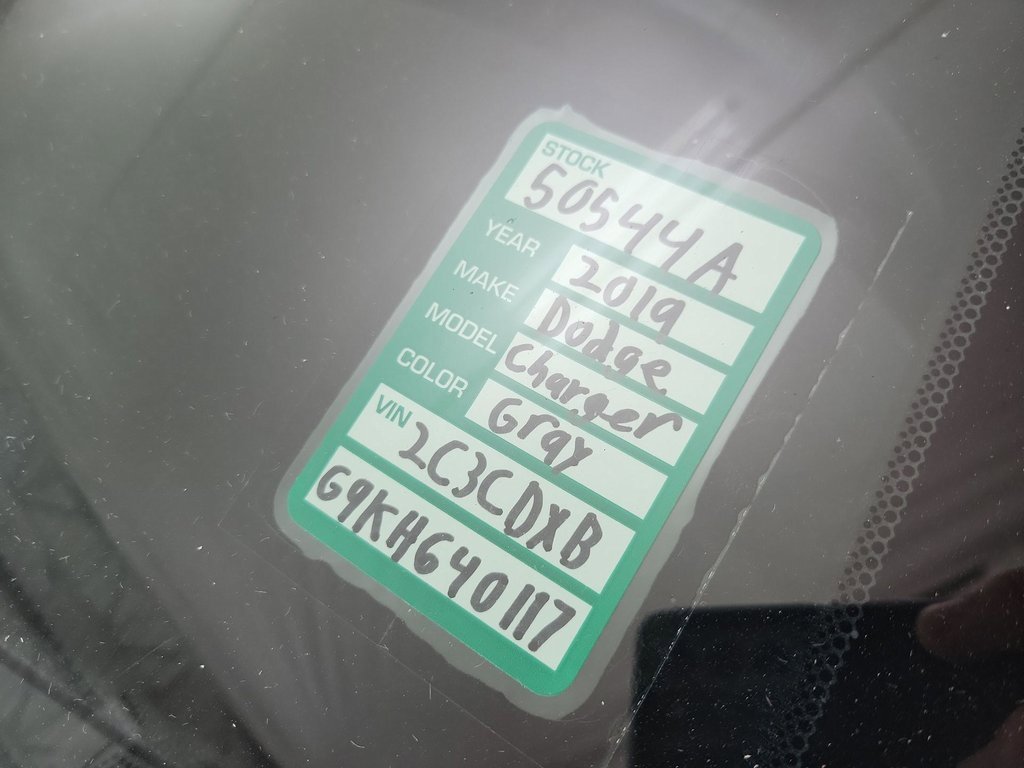 STOCK
50544A
YEAR 2019
MAKE Dodge
MODEL Charger
COLOR Gray
VIN 2C3CDXB
G9KH640117